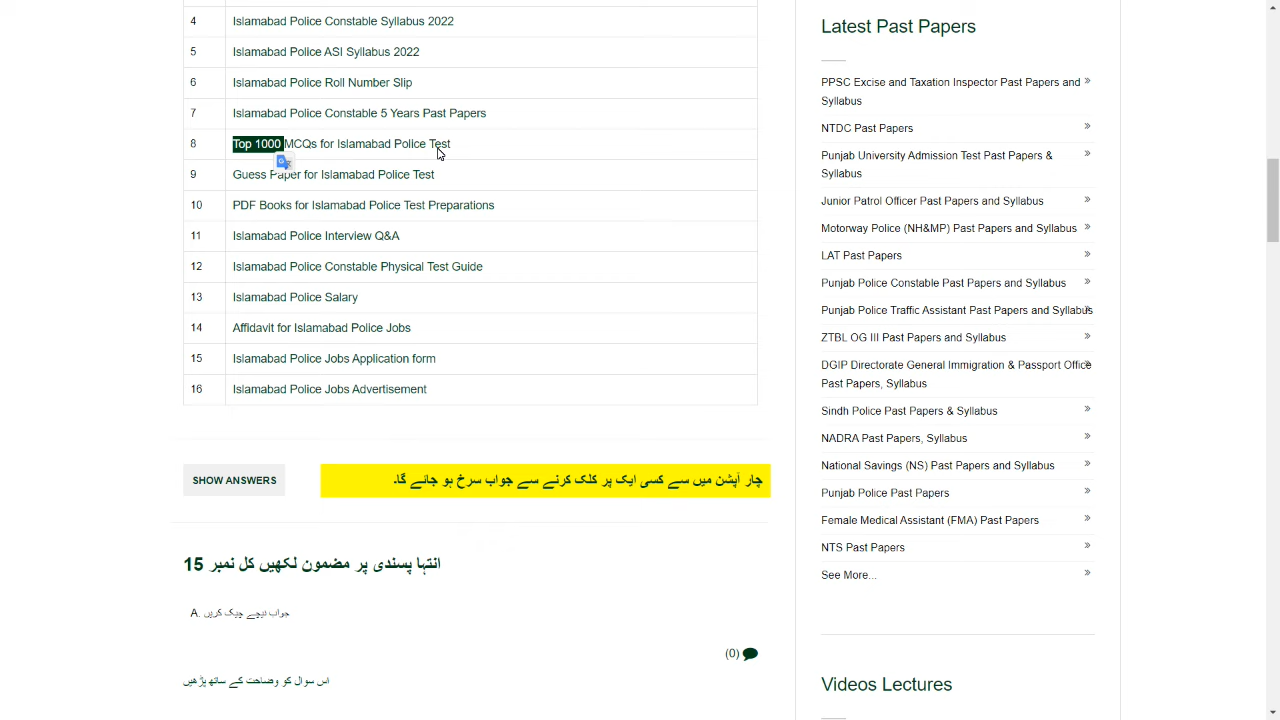 4 Islamabad Police Constable Syllabus 2022
5 Islamabad Police ASI Syllabus 2022
6 Islamabad Police Roll Number Slip
7 Islamabad Police Constable 5 Years Past Papers
8 Top 1000 MCQs for Islamabad Police Test
9 Guess Paper for Islamabad Police Test
10 PDF Books for Islamabad Police Test Preparations
11 Islamabad Police Interview Q&A
12 Islamabad Police Constable Physical Test Guide
13 Islamabad Police Salary
14 Affidavit for Islamabad Police Jobs
15 Islamabad Police Jobs Application form
16 Islamabad Police Jobs Advertisement
SHOW ANSWERS
چار آپشن میں سے کسی ایک پر کلک کرنے سے جواب سرخ ہو جائے گا۔
انتہا پسندی پر مضمون لکھیں کل نمبر 15
A. جواب نیچے چیک کریں
(0)
اس سوال کو وضاحت کے ساتھ پڑھیں
Latest Past Papers
PPSC Excise and Taxation Inspector Past Papers and »
Syllabus
NTDC Past Papers »
Punjab University Admission Test Past Papers & »
Syllabus
Junior Patrol Officer Past Papers and Syllabus »
Motorway Police (NH&MP) Past Papers and Syllabus »
LAT Past Papers »
Punjab Police Constable Past Papers and Syllabus »
Punjab Police Traffic Assistant Past Papers and Syllabus »
ZTBL OG III Past Papers and Syllabus »
DGIP Directorate General Immigration & Passport Office »
Past Papers, Syllabus
Sindh Police Past Papers & Syllabus »
NADRA Past Papers, Syllabus »
National Savings (NS) Past Papers and Syllabus »
Punjab Police Past Papers »
Female Medical Assistant (FMA) Past Papers »
NTS Past Papers »
See More... »
Videos Lectures